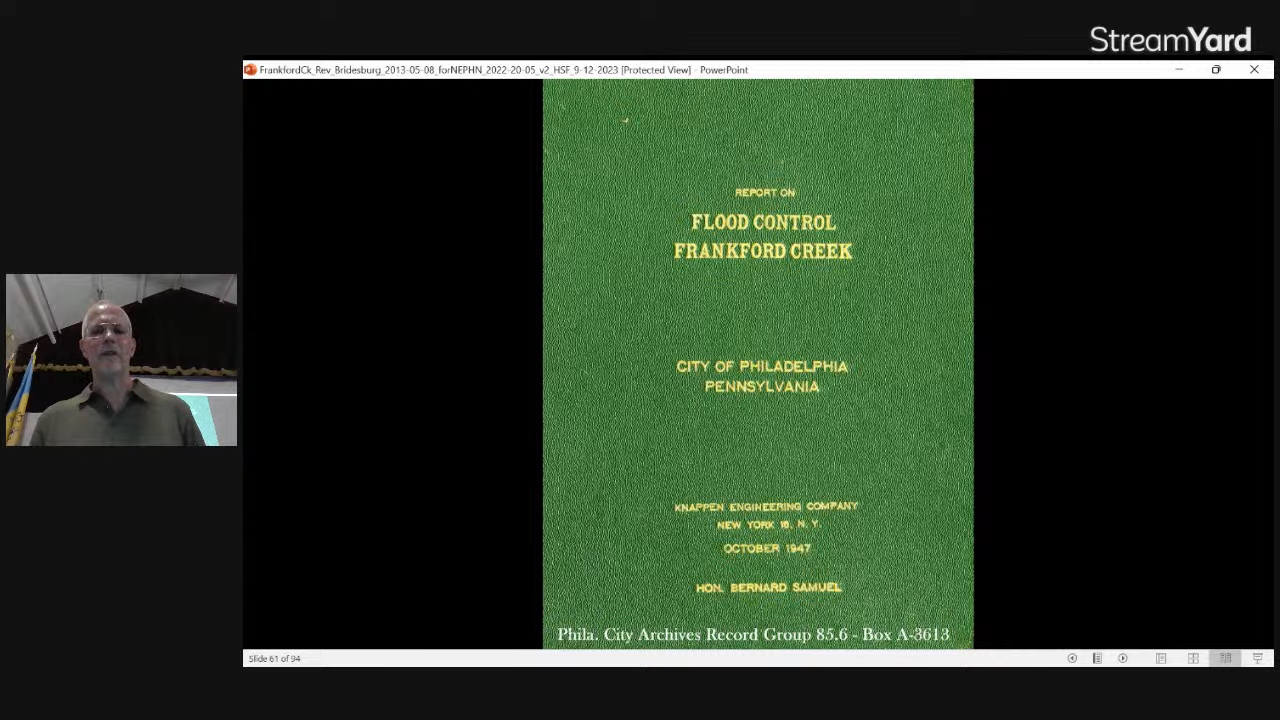 StreamYard
FrankfordCk_Rev_Bridesburg_2013-05-08_forNEPHN_2022-20-05_v2_HSF_9-12-2023 [Protected View] - PowerPoint
REPORT ON
FLOOD CONTROL
FRANKFORD CREEK
CITY OF PHILADELPHIA
PENNSYLVANIA
KNAPPEN ENGINEERING COMPANY
NEW YORK 18, N. Y.
OCTOBER 1947
HON. BERNARD SAMUEL
Phila. City Archives Record Group 85.6 - Box A-3613
Slide 61 of 94